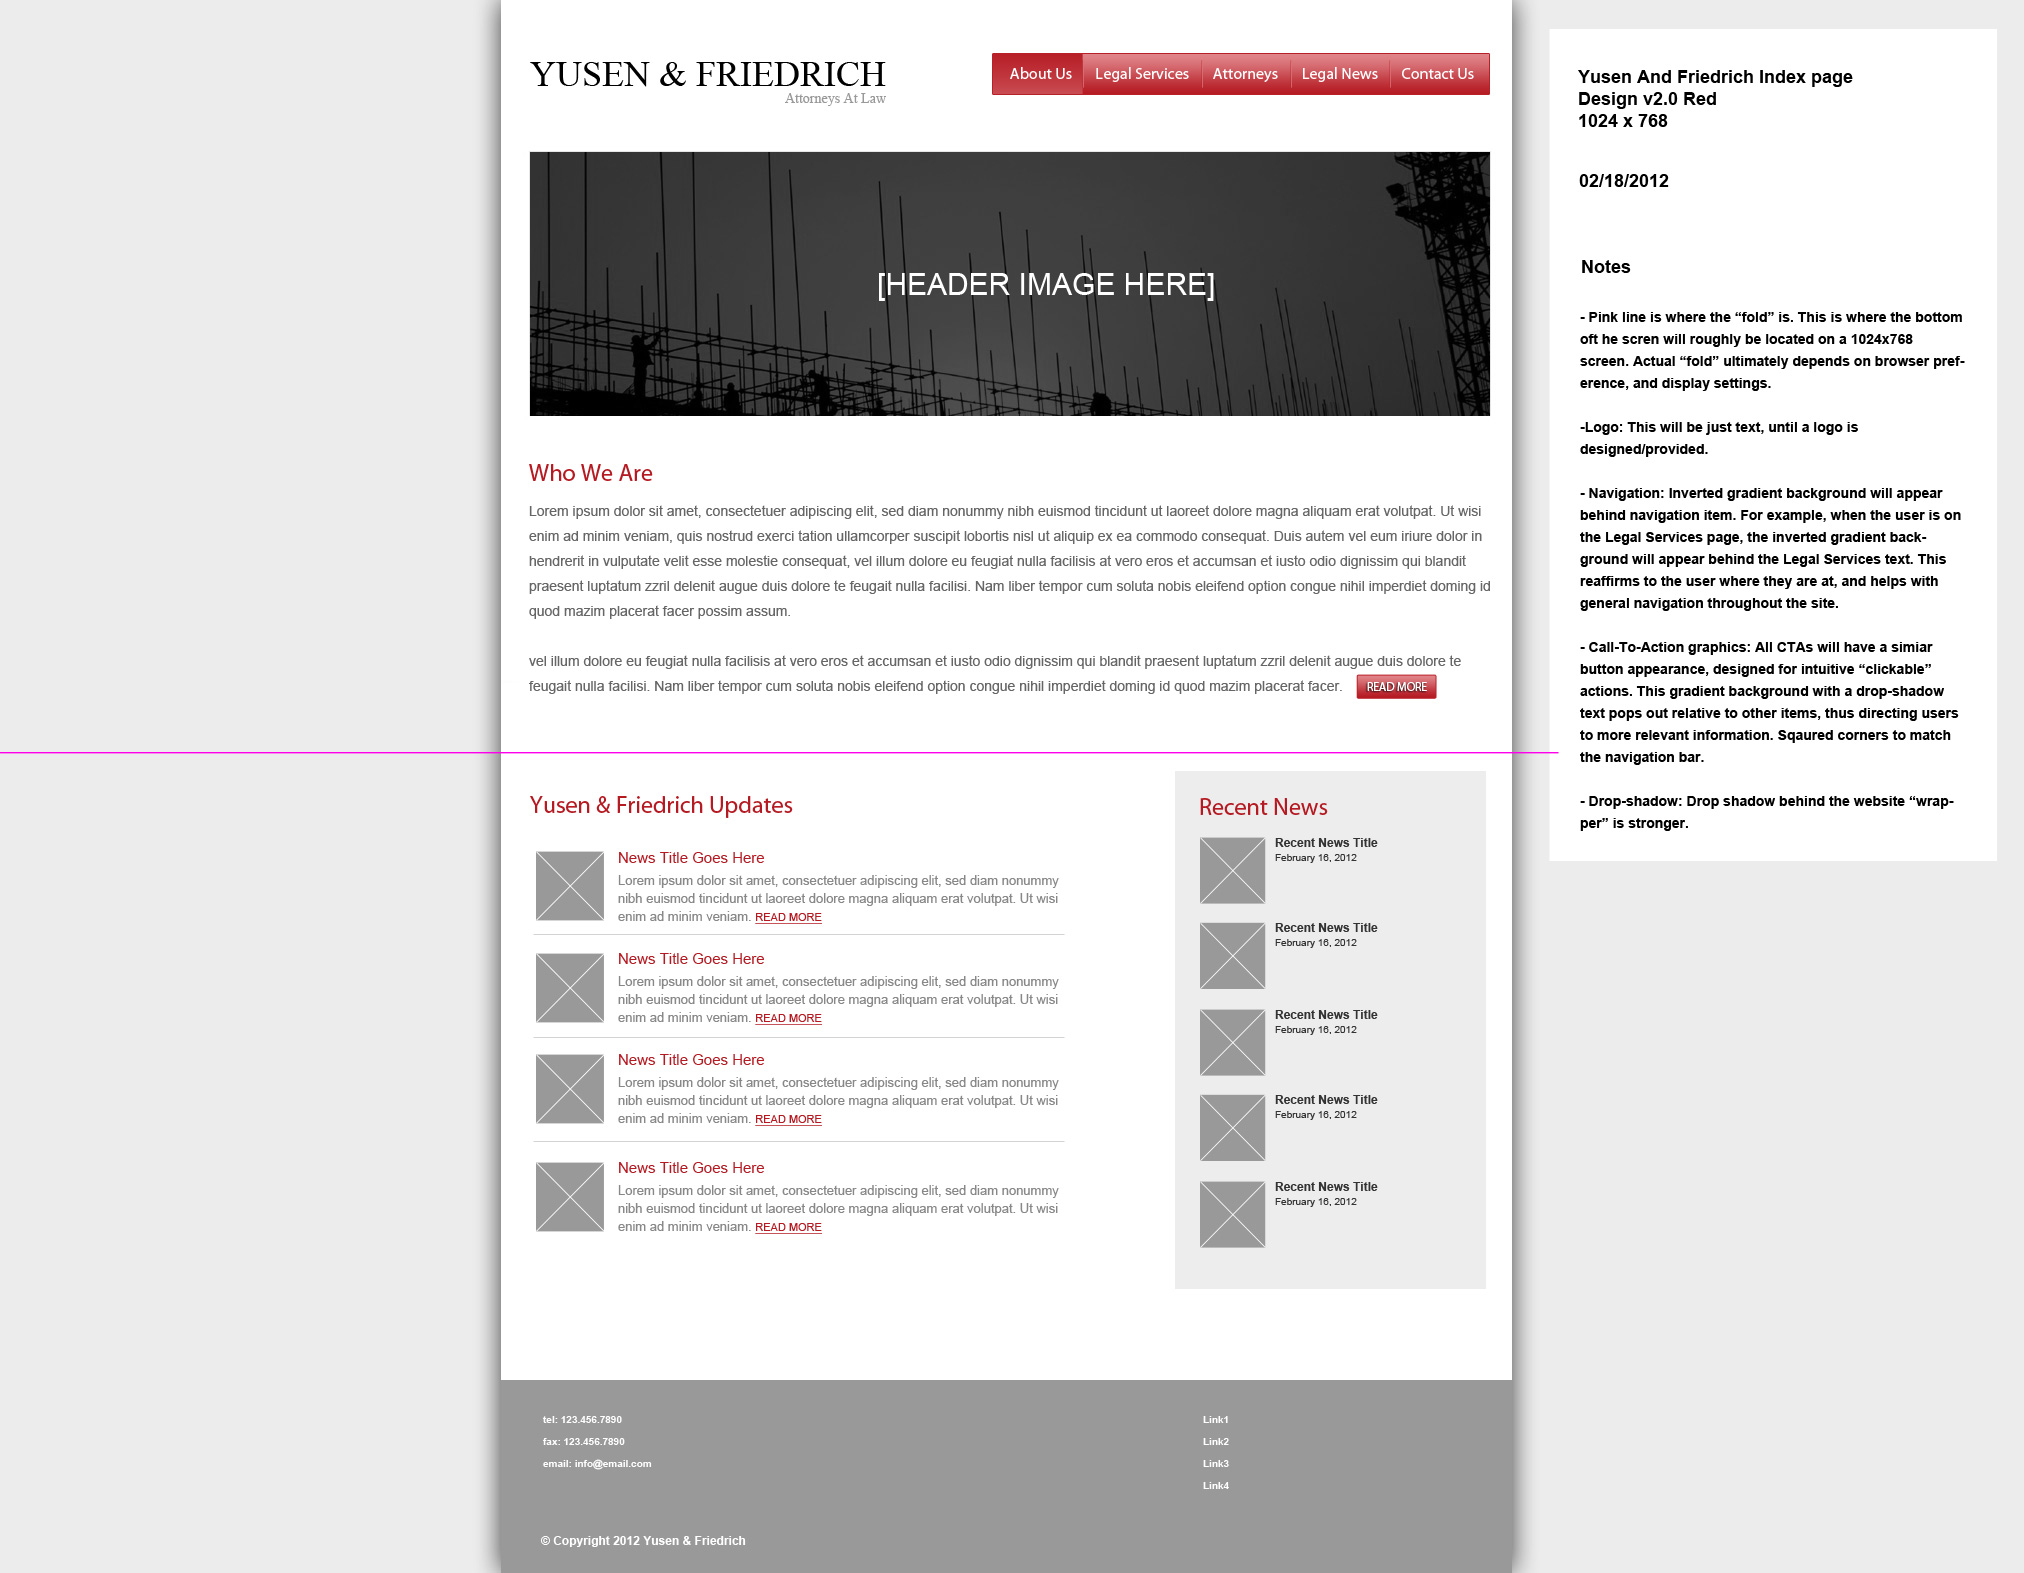 YUSEN & FRIEDRICH
Attorneys At Law
About Us
Legal Services
Attorneys
Legal News
Contact Us
[HEADER IMAGE HERE]
Who We Are
Lorem ipsum dolor sit amet, consectetuer adipiscing elit, sed diam nonummy nibh euismod tincidunt ut laoreet dolore magna aliquam erat volutpat. Ut wisi
enim ad minim veniam, quis nostrud exerci tation ullamcorper suscipit lobortis nisl ut aliquip ex ea commodo consequat. Duis autem vel eum iriure dolor in
hendrerit in vulputate velit esse molestie consequat, vel illum dolore eu feugiat nulla facilisis at vero eros et accumsan et iusto odio dignissim qui blandit
praesent luptatum zzril delenit augue duis dolore te feugait nulla facilisi. Nam liber tempor cum soluta nobis eleifend option congue nihil imperdiet doming id
quod mazim placerat facer possim assum.
vel illum dolore eu feugiat nulla facilisis at vero eros et accumsan et iusto odio dignissim qui blandit praesent luptatum zzril delenit augue duis dolore te
feugait nulla facilisi. Nam liber tempor cum soluta nobis eleifend option congue nihil imperdiet doming id quod mazim placerat facer. READ MORE
Yusen & Friedrich Updates
News Title Goes Here
Lorem ipsum dolor sit amet, consectetuer adipiscing elit, sed diam nonummy
nibh euismod tincidunt ut laoreet dolore magna aliquam erat volutpat. Ut wisi
enim ad minim veniam. READ MORE
News Title Goes Here
Lorem ipsum dolor sit amet, consectetuer adipiscing elit, sed diam nonummy
nibh euismod tincidunt ut laoreet dolore magna aliquam erat volutpat. Ut wisi
enim ad minim veniam. READ MORE
News Title Goes Here
Lorem ipsum dolor sit amet, consectetuer adipiscing elit, sed diam nonummy
nibh euismod tincidunt ut laoreet dolore magna aliquam erat volutpat. Ut wisi
enim ad minim veniam. READ MORE
News Title Goes Here
Lorem ipsum dolor sit amet, consectetuer adipiscing elit, sed diam nonummy
nibh euismod tincidunt ut laoreet dolore magna aliquam erat volutpat. Ut wisi
enim ad minim veniam. READ MORE
Recent News
Recent News Title
February 16, 2012
Recent News Title
February 16, 2012
Recent News Title
February 16, 2012
Recent News Title
February 16, 2012
Recent News Title
February 16, 2012
tel: 123.456.7890
fax: 123.456.7890
email: info@email.com
Link1
Link2
Link3
Link4
© Copyright 2012 Yusen & Friedrich
Yusen And Friedrich Index page
Design v2.0 Red
1024 x 768
02/18/2012
Notes
- Pink line is where the “fold” is. This is where the bottom
oft he scren will roughly be located on a 1024x768
screen. Actual “fold” ultimately depends on browser pref-
erence, and display settings.
-Logo: This will be just text, until a logo is
designed/provided.
- Navigation: Inverted gradient background will appear
behind navigation item. For example, when the user is on
the Legal Services page, the inverted gradient back-
ground will appear behind the Legal Services text. This
reaffirms to the user where they are at, and helps with
general navigation throughout the site.
- Call-To-Action graphics: All CTAs will have a simiar
button appearance, designed for intuitive “clickable”
actions. This gradient background with a drop-shadow
text pops out relative to other items, thus directing users
to more relevant information. Sqaured corners to match
the navigation bar.
- Drop-shadow: Drop shadow behind the website “wrap-
per” is stronger.